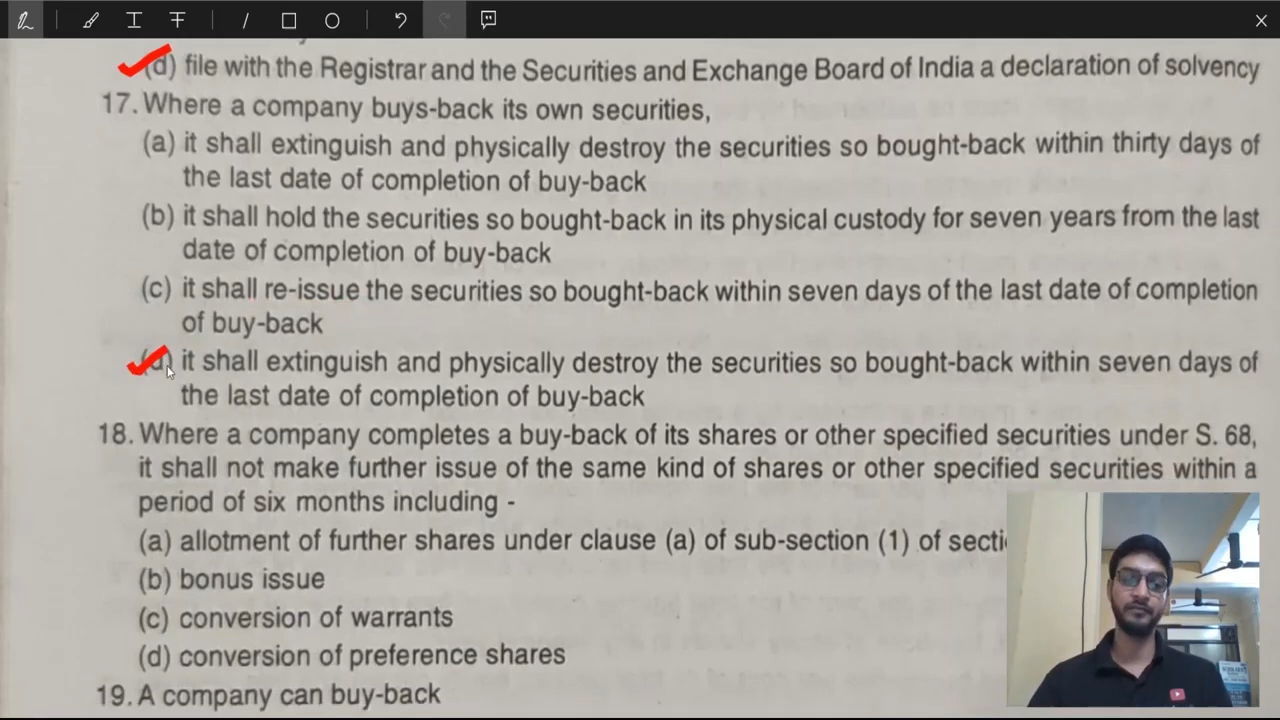 (d) file with the Registrar and the Securities and Exchange Board of India a declaration of solvency
17. Where a company buys-back its own securities,
(a) it shall extinguish and physically destroy the securities so bought-back within thirty days of
the last date of completion of buy-back
(b) it shall hold the securities so bought-back in its physical custody for seven years from the last
date of completion of buy-back
(c) it shall re-issue the securities so bought-back within seven days of the last date of completion
of buy-back
(d) it shall extinguish and physically destroy the securities so bought-back within seven days of
the last date of completion of buy-back
18. Where a company completes a buy-back of its shares or other specified securities under S. 68,
it shall not make further issue of the same kind of shares or other specified securities within a
period of six months including -
(a) allotment of further shares under clause (a) of sub-section (1) of
(b) bonus issue
(c) conversion of warrants
(d) conversion of preference shares
19. A company can buy-back